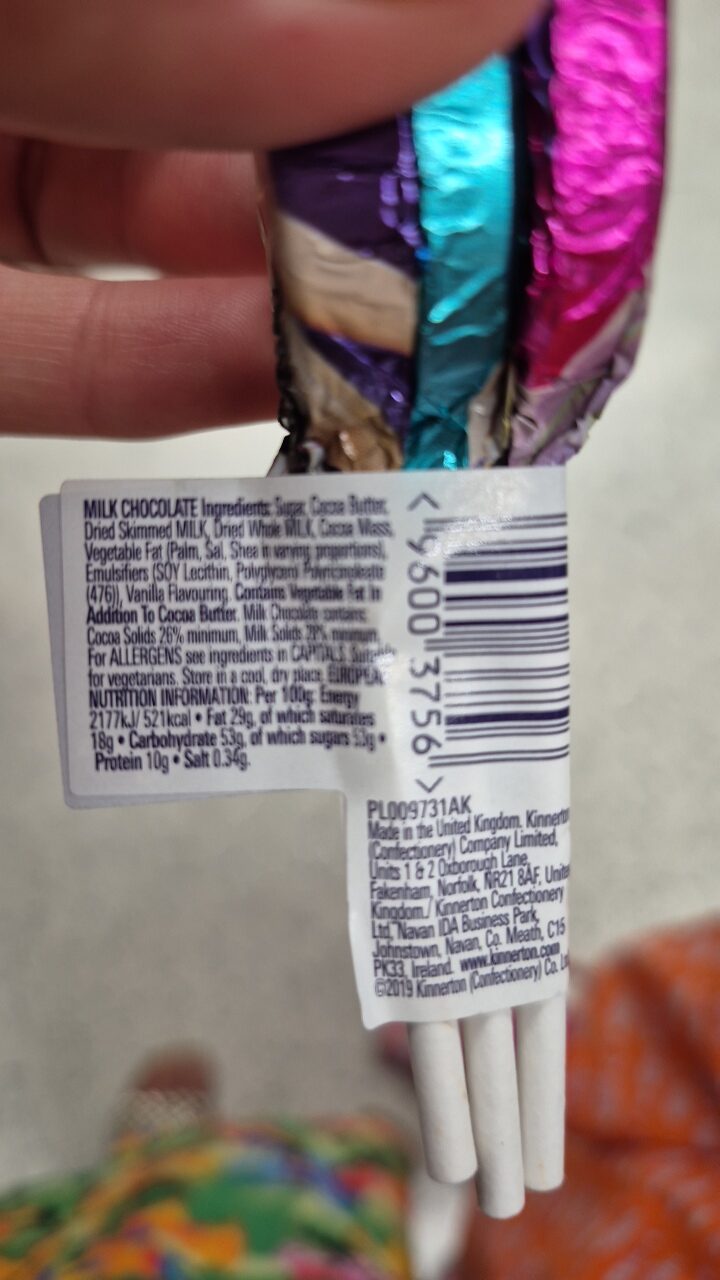 MILK CHOCOLATE Ingredients: Sugar, Cocoa Butter,
Dried Skimmed MILK, Dried Whole MILK, Cocoa Mass,
Vegetable Fat (Palm, Sal, Shea in varying proportions),
Emulsifiers (SOY Lecithin, Polyglycerol Polyricinoleate
(476)), Vanilla Flavouring. Contains Vegetable Fat In
Addition To Cocoa Butter. Milk Chocolate contains:
Cocoa Solids 26% minimum, Milk Solids minimum.
For ALLERGENS see ingredients in CAPITALS. Suitable
for vegetarians. Store in a cool, dry place. EUROPEAN
NUTRITION INFORMATION: Per 100g: Energy
2177kJ/521kcal • Fat 29g, of which saturates
18g • Carbohydrate 53g, of which sugars 53g •
Protein 10g • Salt 0.34g.
< 9600 3756 >
PL009731AK
Made in the United Kingdom. Kinnerton
(Confectionery) Company Limited,
Units 1 & 2 Oxborough Lane,
Fakenham, Norfolk, NR21 8AF, United
Kingdom./ Kinnerton Confectionery
Ltd, Navan IDA Business Park,
Johnstown, Navan, Co. Meath, C15
PK33, Ireland. www.kinnerton.com
©2019 Kinnerton (Confectionery) Co. Ltd